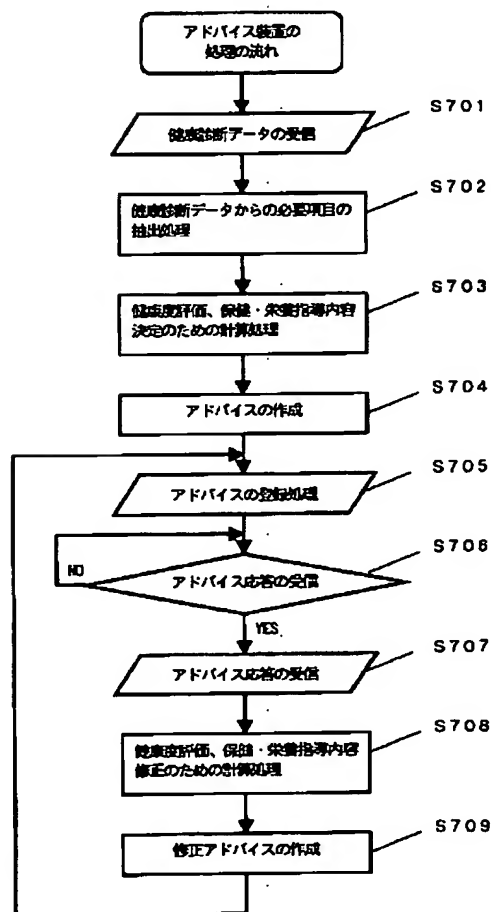 アドバイス装置の
処理の流れ
S701
健康診断データの受信
S702
健康診断データからの必要項目の
抽出処理
S703
健康度評価、保健・栄養指導内容
決定のための計算処理
S704
アドバイスの作成
S705
アドバイスの登録処理
S706
アドバイス応答の受信
NO
YES
S707
アドバイス応答の受信
S708
健康度評価、保健・栄養指導内容
修正のための計算処理
S709
修正アドバイスの作成